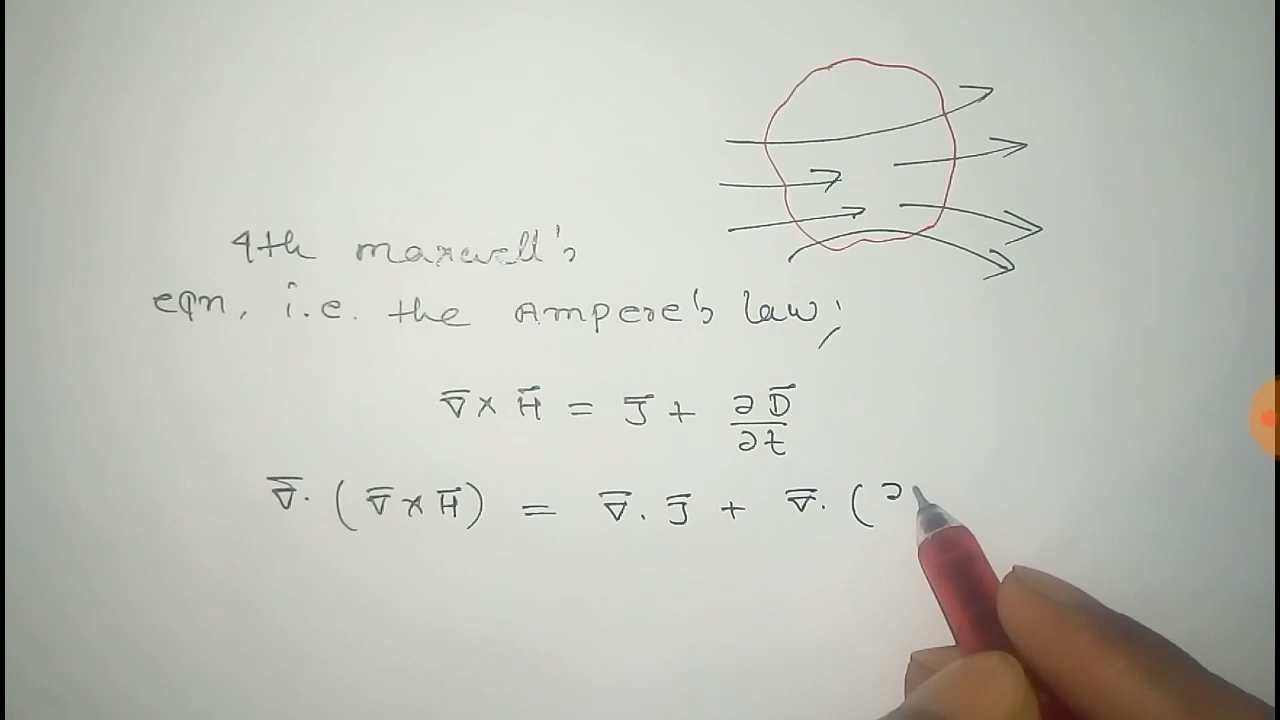 4th maxwell's
eqn, i.e. the Ampere's law;
∇̅ × H̅ = J̅ + ∂D̅/∂t
∇̅. (∇̅ × H̅) = ∇̅. J̅ + ∇̅. (∂